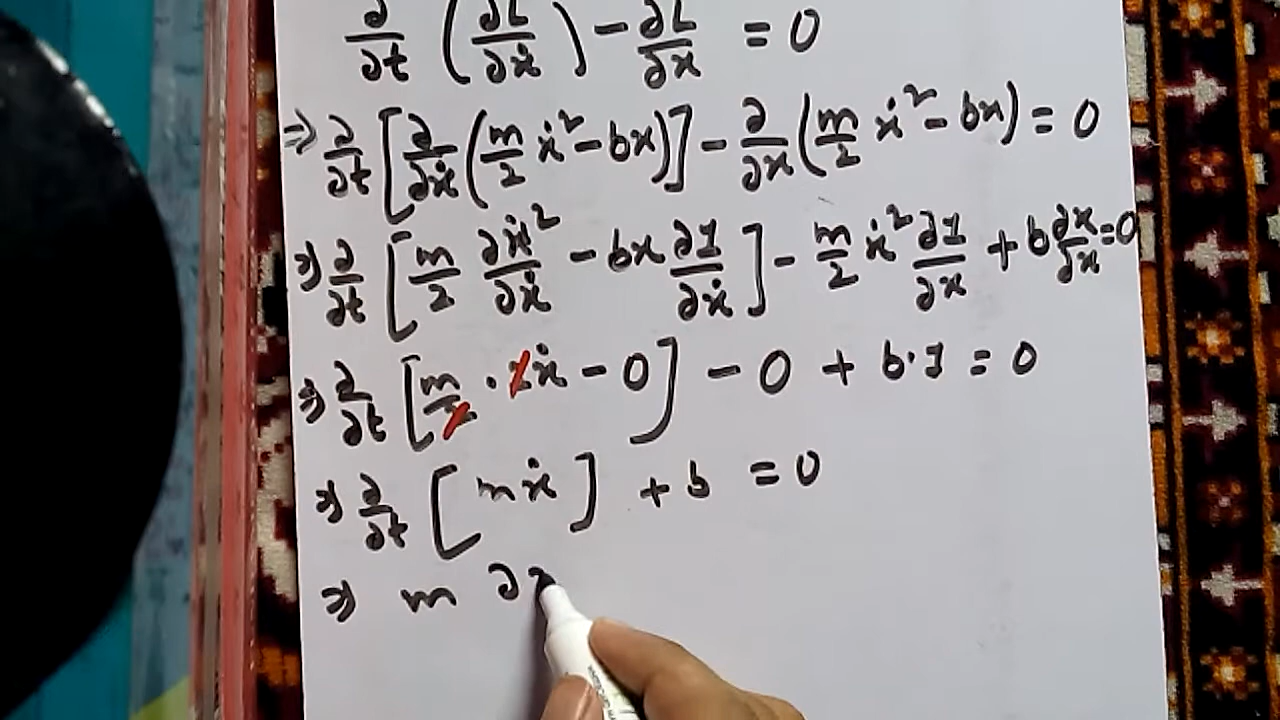 ∂/∂t (∂L/∂ẋ) - ∂L/∂x = 0
⇒ ∂/∂t [∂/∂ẋ (m/2 ẋ² - bx)] - ∂/∂x (m/2 ẋ² - bx) = 0
⇒ ∂/∂t [m/2 ∂ẋ²/∂ẋ - bx ∂1/∂ẋ] - m/2 ẋ² ∂1/∂x + b ∂x/∂x = 0
⇒ ∂/∂t [m/2 · 2ẋ - 0] - 0 + b·1 = 0
⇒ ∂/∂t [mẋ] + b = 0
⇒ m ∂